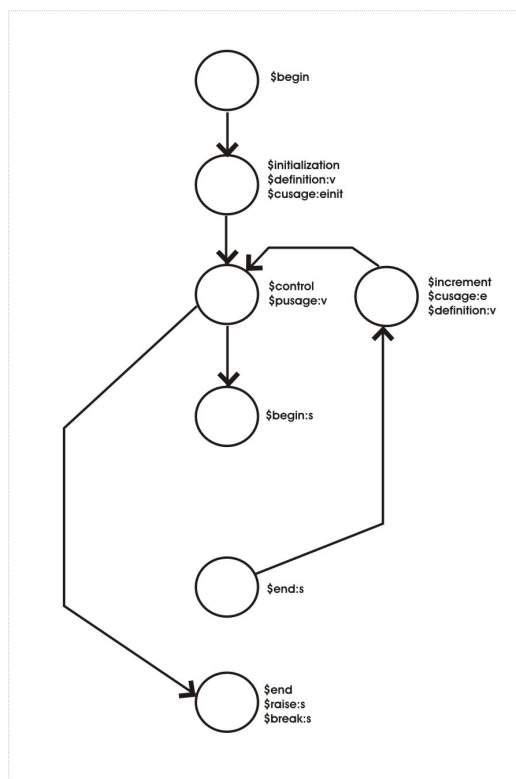 $begin
$initialization
$definition:v
$cusage:einit
$control
$pusage:v
$increment
$cusage:e
$definition:v
$begin:s
$end:s
$end
$raise:s
$break:s